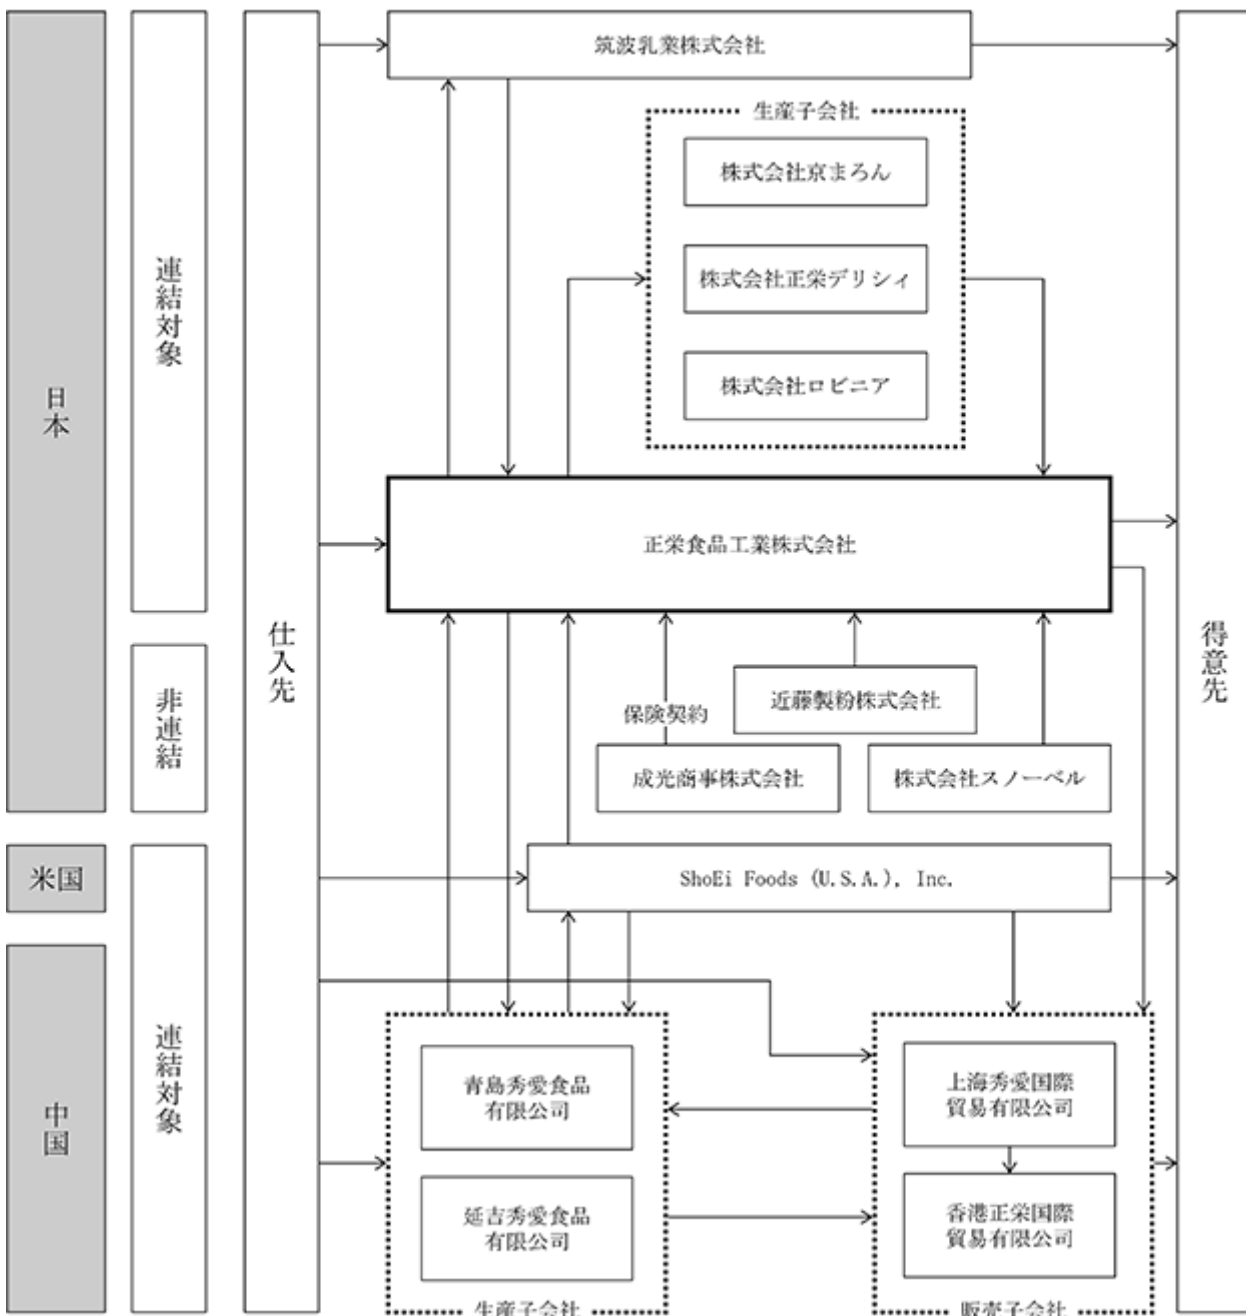 筑波乳業株式会社
生産子会社
株式会社京まろん
株式会社正栄デリシィ
株式会社ロビニア
日本
連結対象
正栄食品工業株式会社
仕入先
得意先
非連結
近藤製粉株式会社
保険契約
成光商事株式会社
株式会社スノーベル
米国
ShoEi Foods (U.S.A.), Inc.
中国
連結対象
青島秀愛食品
有限公司
延吉秀愛食品
有限公司
生産子会社
上海秀愛国際
貿易有限公司
香港正栄国際
貿易有限公司
販売子会社